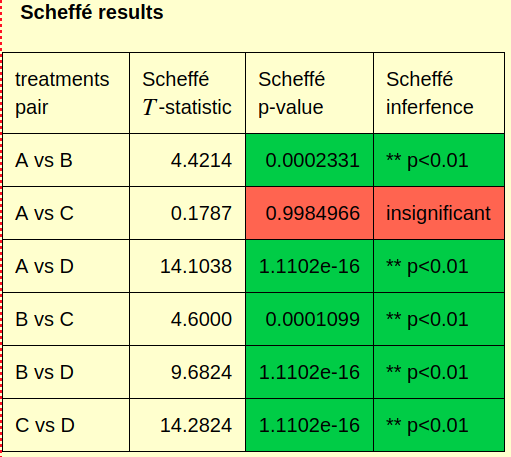 Scheffé results
treatments pair | Scheffé T-statistic | Scheffé p-value | Scheffé inferfence
A vs B | 4.4214 | 0.0002331 | ** p<0.01
A vs C | 0.1787 | 0.9984966 | insignificant
A vs D | 14.1038 | 1.1102e-16 | ** p<0.01
B vs C | 4.6000 | 0.0001099 | ** p<0.01
B vs D | 9.6824 | 1.1102e-16 | ** p<0.01
C vs D | 14.2824 | 1.1102e-16 | ** p<0.01